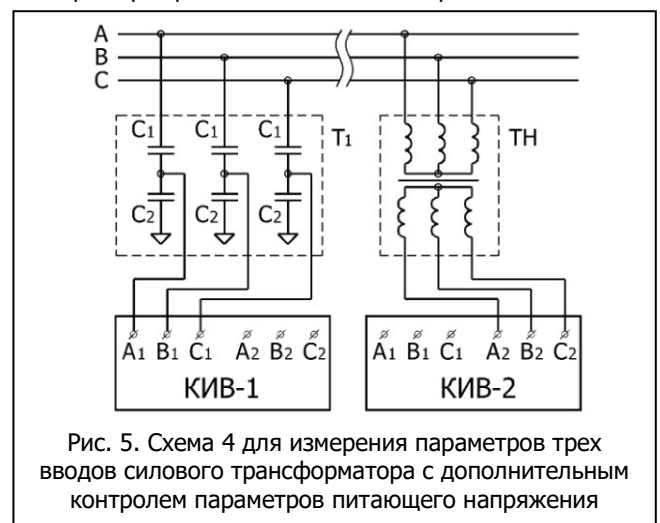 A
B
C
C1 C1 C1 T1 ТН
C2 C2 C2
A1 B1 C1 A2 B2 C2 A1 B1 C1 A2 B2 C2
КИВ-1 КИВ-2
Рис. 5. Схема 4 для измерения параметров трех
вводов силового трансформатора с дополнительным
контролем параметров питающего напряжения